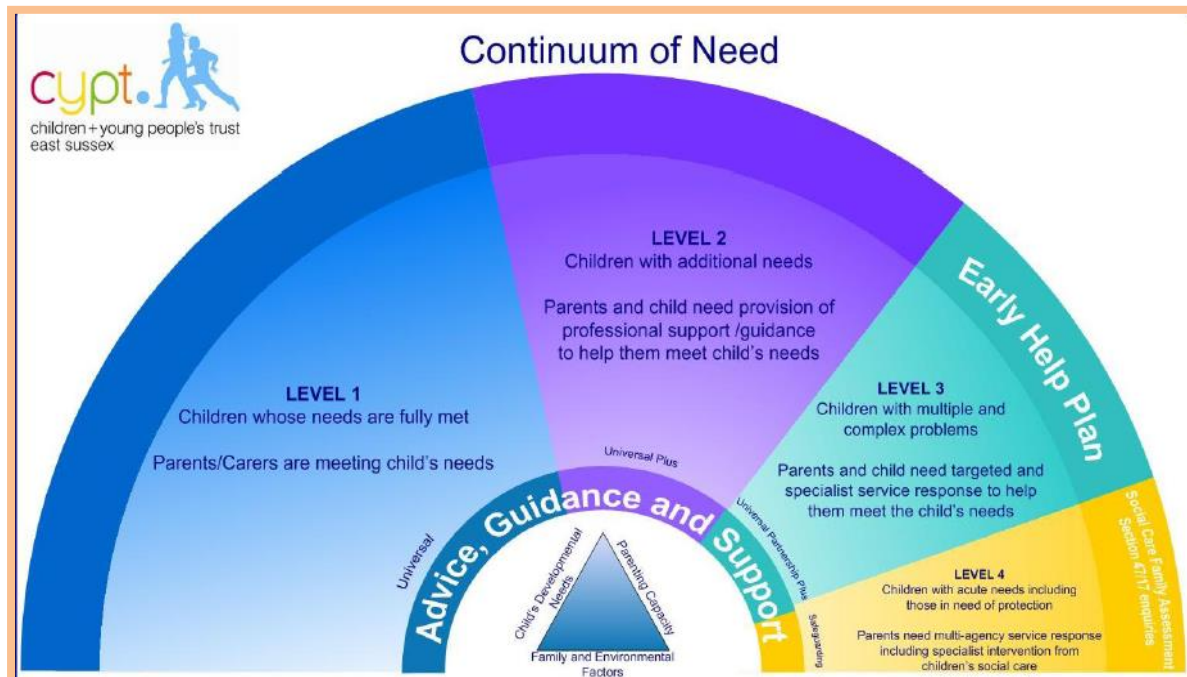 cypt.
children+young people's trust
east sussex
Continuum of Need
LEVEL 1
Children whose needs are fully met
Parents/Carers are meeting child's needs
LEVEL 2
Children with additional needs
Parents and child need provision of
professional support /guidance
to help them meet child's needs
LEVEL 3
Children with multiple and
complex problems
Parents and child need targeted and
specialist service response to help
them meet the child's needs
LEVEL 4
Children with acute needs including
those in need of protection
Parents need multi-agency service response
including specialist intervention from
children's social care
Early Help Plan
Social Care Family Assessment
Section 47/17 enquiries
Universal
Universal Plus
Universal Partnership Plus
Safeguarding
Advice, Guidance and Support
Child's Developmental
Needs
Parenting Capacity
Family and Environmental
Factors